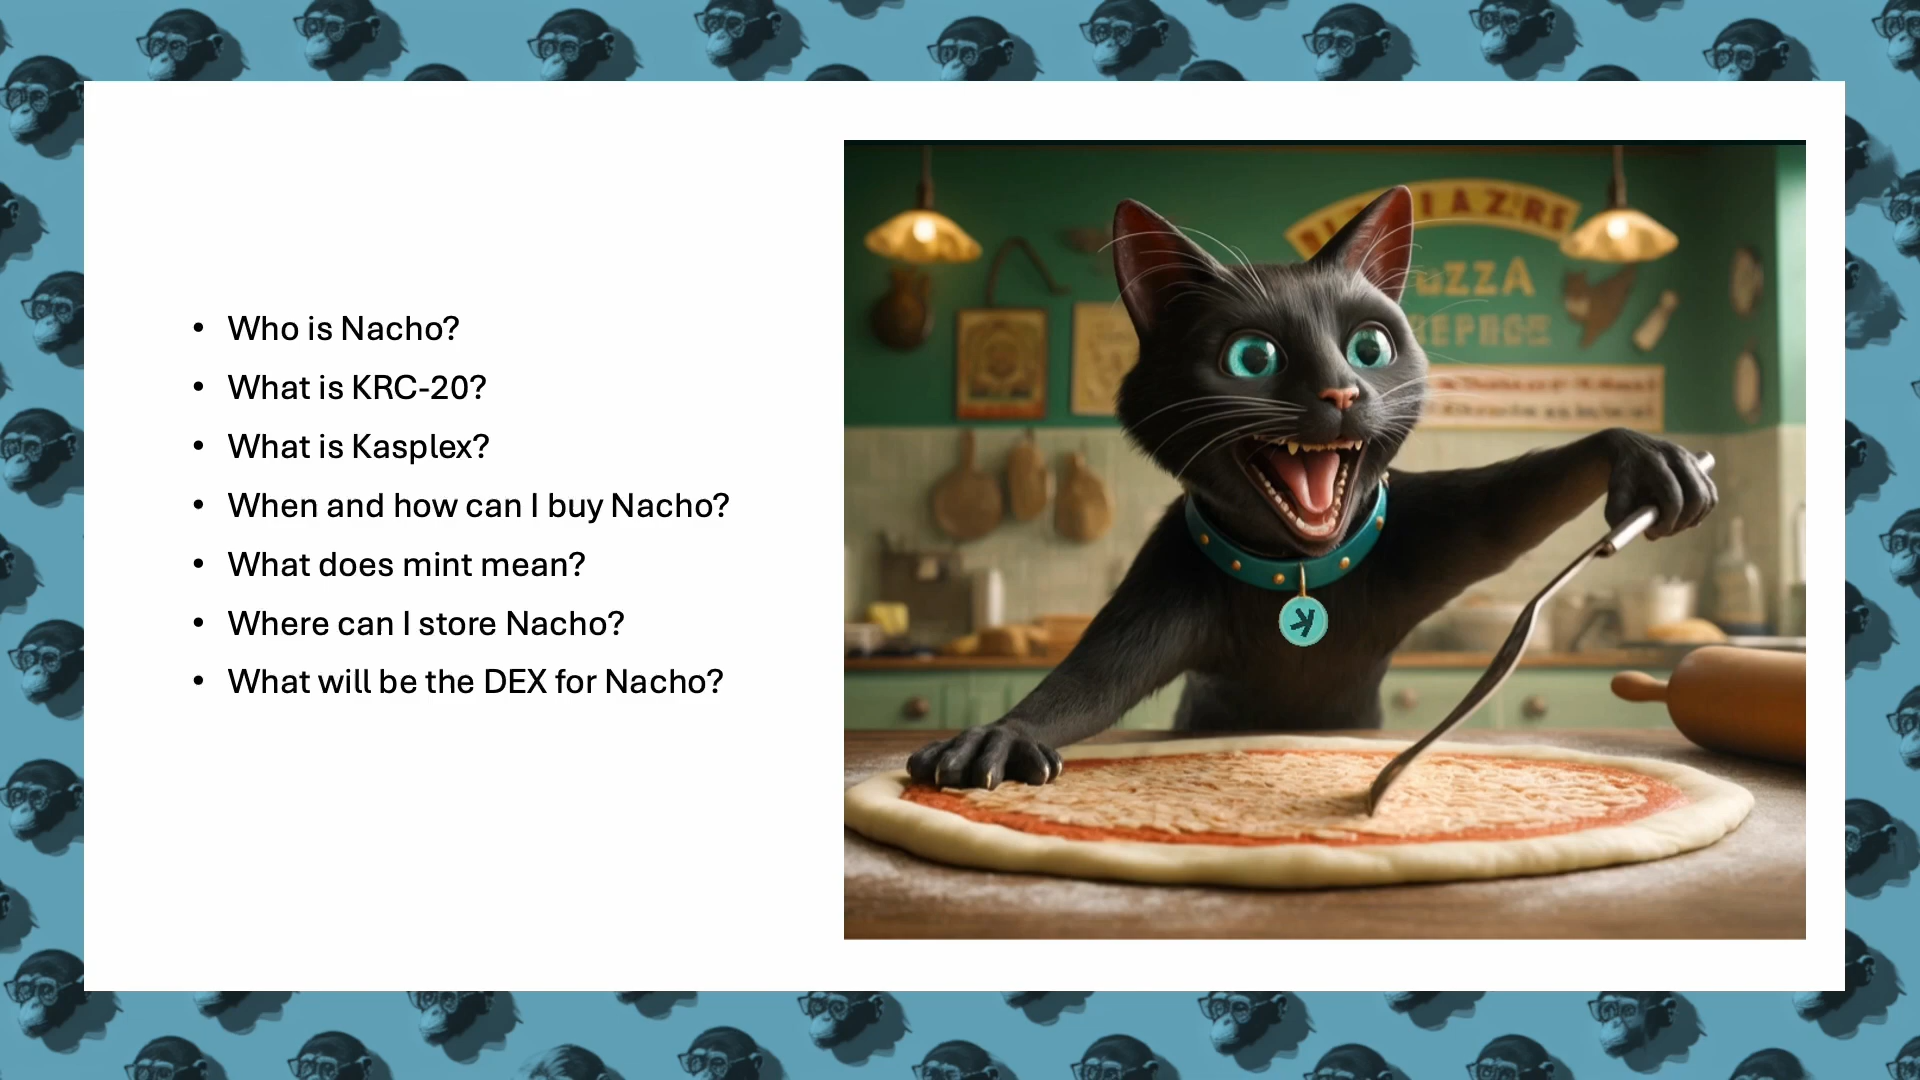 • Who is Nacho?
• What is KRC-20?
• What is Kasplex?
• When and how can I buy Nacho?
• What does mint mean?
• Where can I store Nacho?
• What will be the DEX for Nacho?